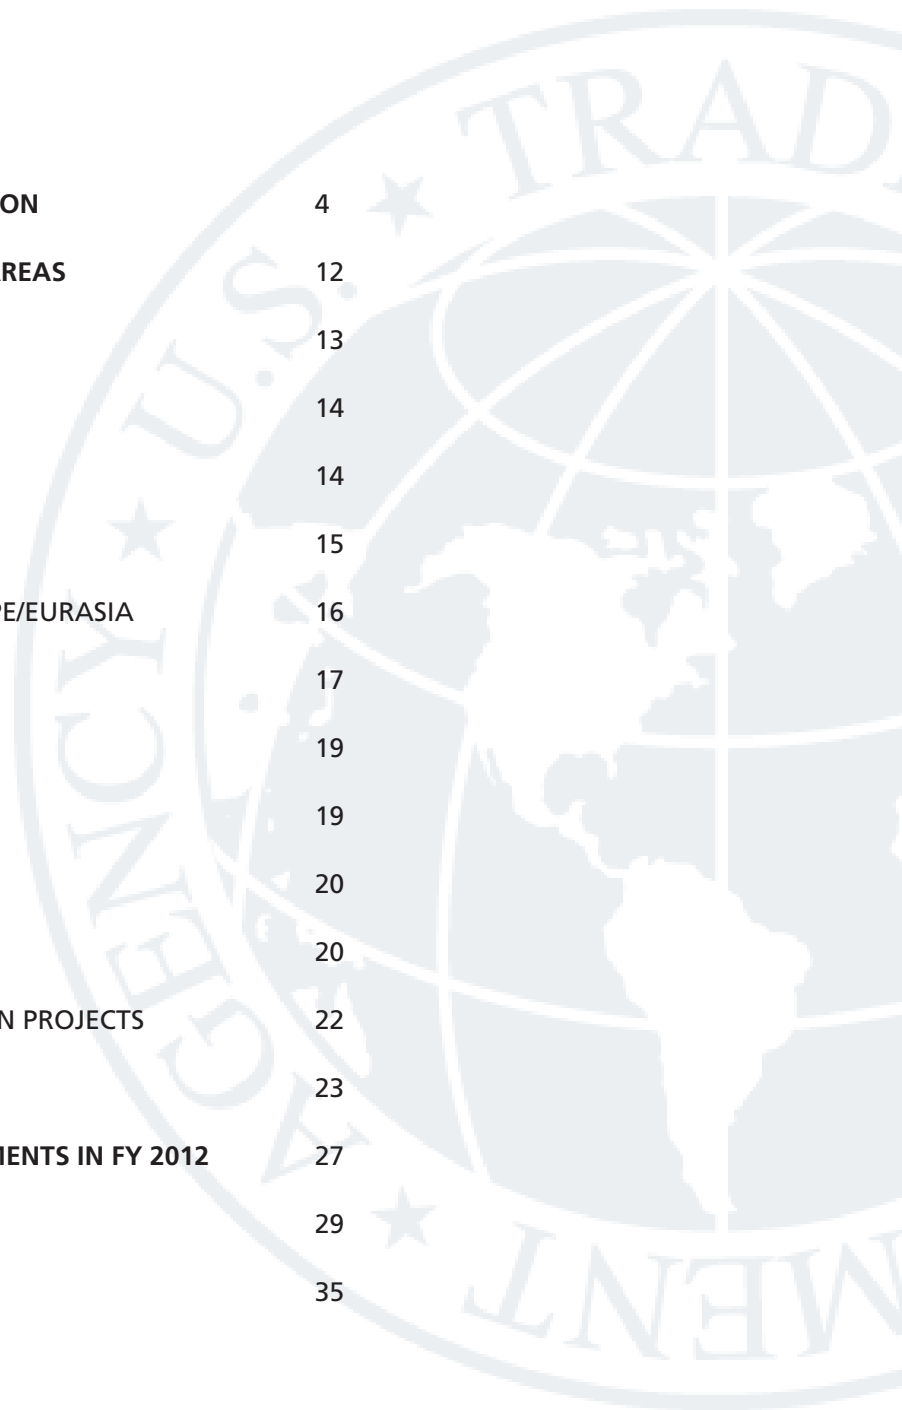 ON 4
REAS 12
13
14
14
15
PE/EURASIA 16
17
19
19
20
20
N PROJECTS 22
23
MENTS IN FY 2012 27
29
35
AGENCY ★ U.S. ★ TRAD
★ MENT